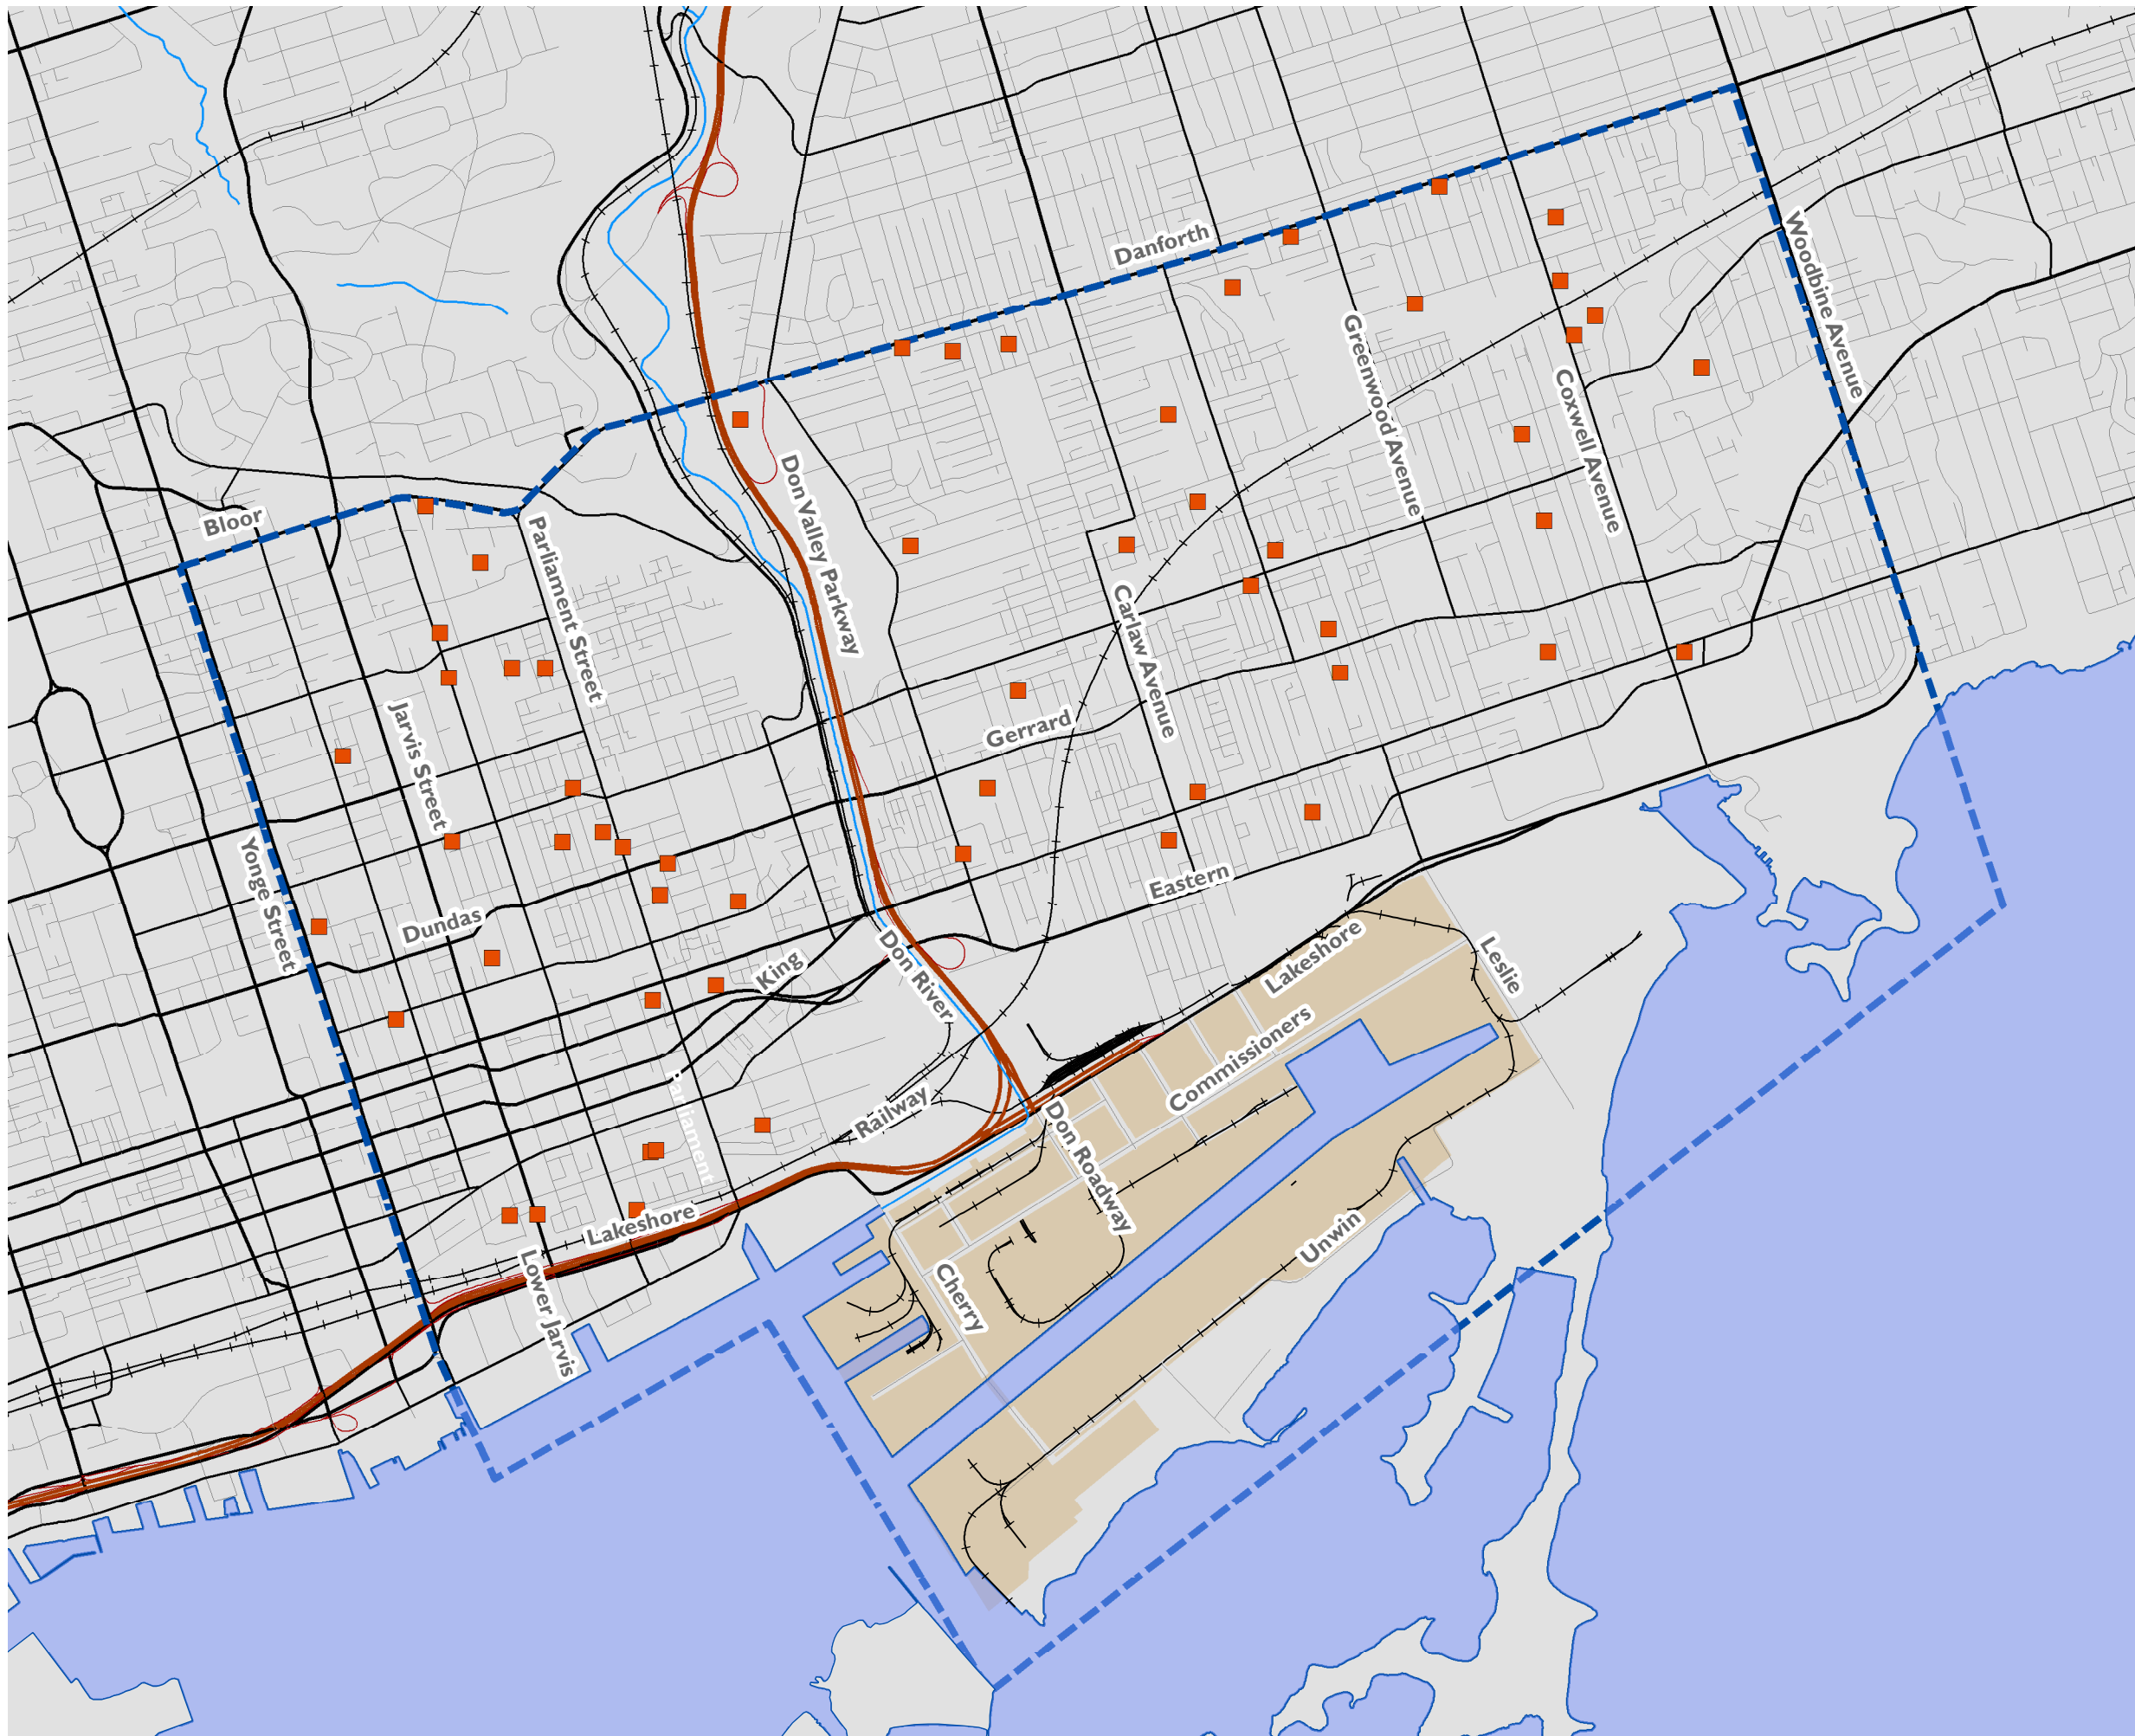 Danforth
Woodbine Avenue
Greenwood Avenue
Coxwell Avenue
Bloor
Don Valley Parkway
Parliament Street
Carlaw Avenue
Jarvis Street
Gerrard
Yonge Street
Eastern
Dundas
King
Don River
Lakeshore
Leslie
Commissioners
Parliament
Railway
Don Roadway
Lakeshore
Unwin
Lower Jarvis
Cherry